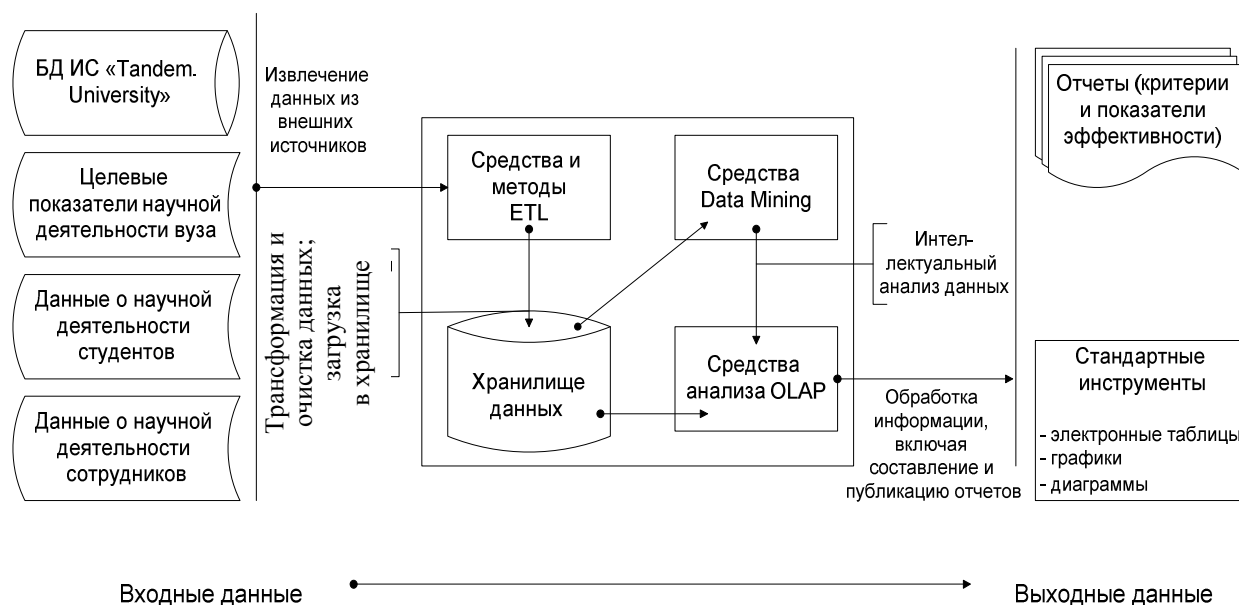 БД ИС «Tandem.
University»
Целевые
показатели научной
деятельности вуза
Данные о научной
деятельности
студентов
Данные о научной
деятельности
сотрудников
Извлечение
данных из
внешних
источников
Трансформация и
очистка данных;
загрузка
в хранилище
Средства и
методы
ETL
Средства
Data Mining
Хранилище
данных
Средства
анализа OLAP
Интел-
лектуальный
анализ данных
Обработка
информации,
включая
составление и
публикацию отчетов
Отчеты (критерии
и показатели
эффективности)
Стандартные
инструменты
- электронные таблицы
- графики
- диаграммы
Входные данные
Выходные данные